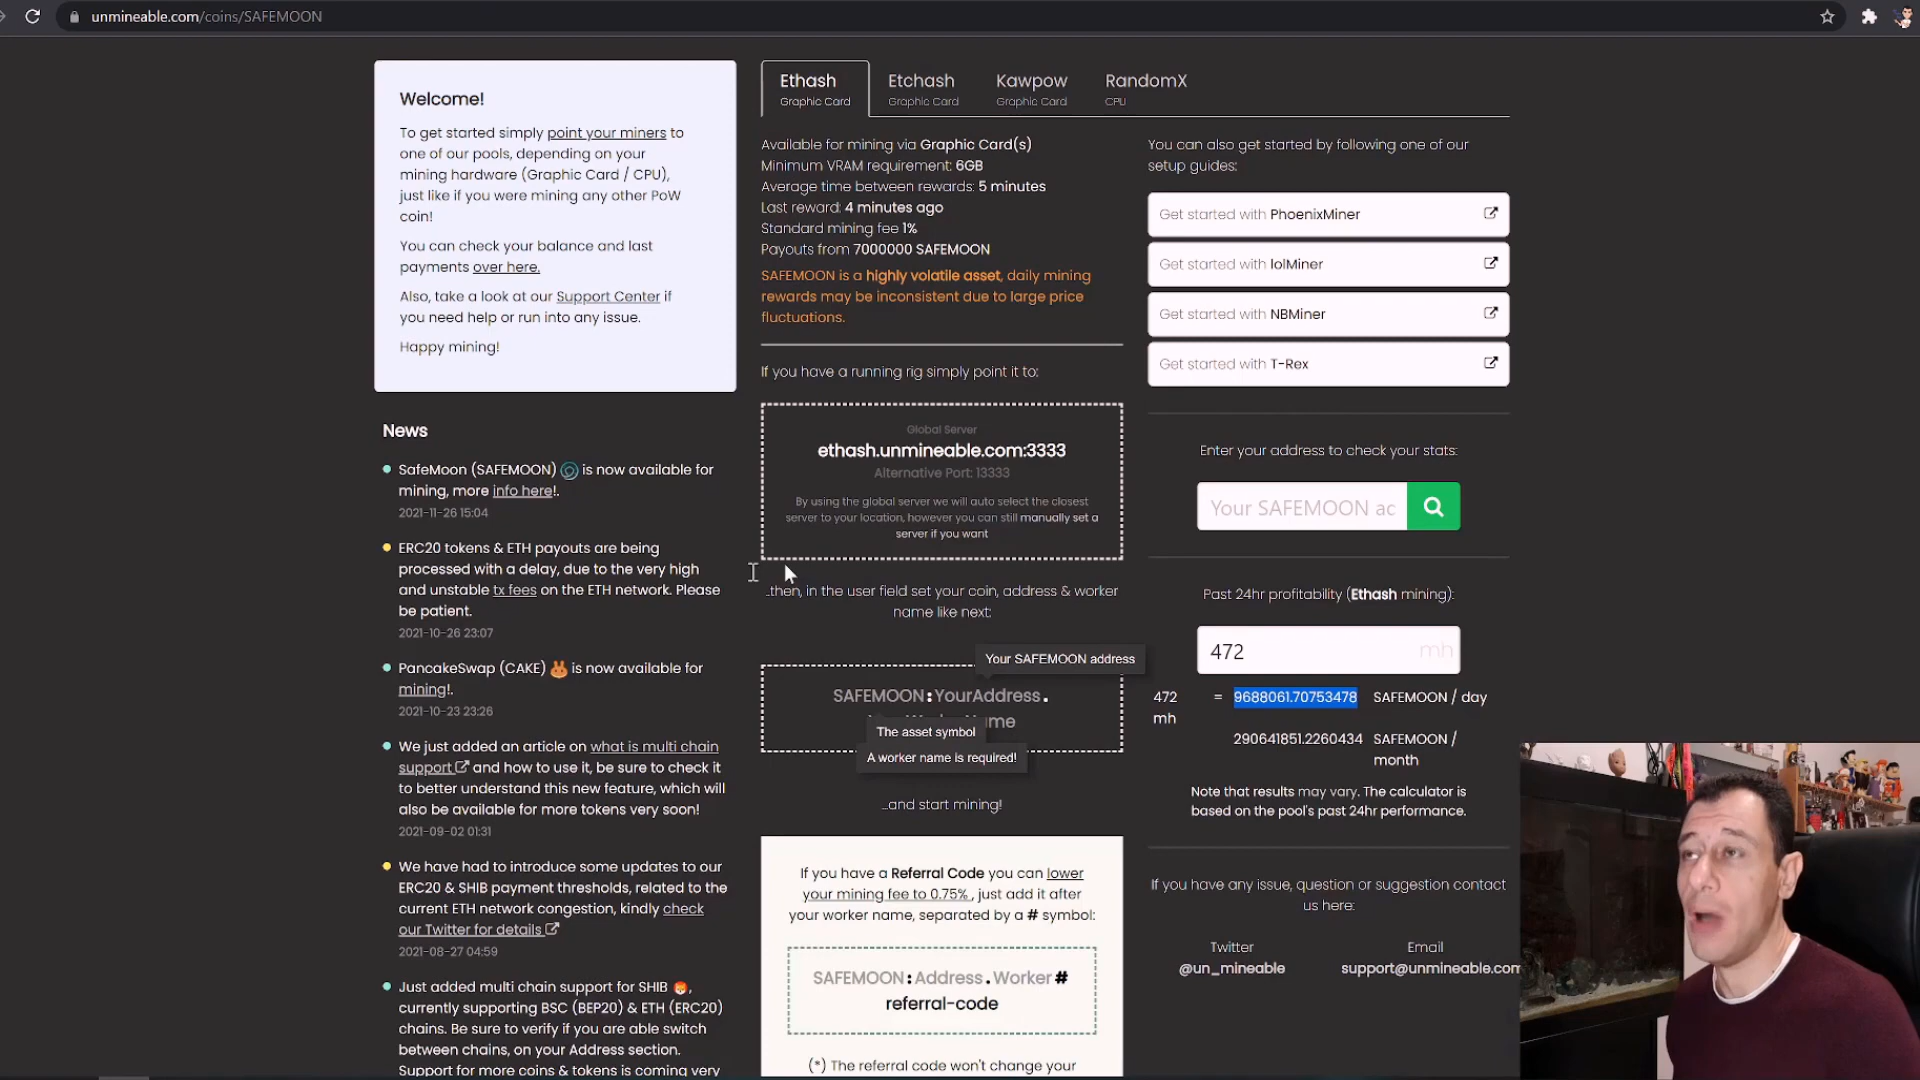 unmineable.com/coins/SAFEMOON
Welcome!
To get started simply point your miners to
one of our pools, depending on your
mining hardware (Graphic Card / CPU),
just like if you were mining any other PoW
coin!
You can check your balance and last
payments over here.
Also, take a look at our Support Center if
you need help or run into any issue.
Happy mining!
News
SafeMoon (SAFEMOON) is now available for
mining, more info here!.
2021-11-26 15:04
ERC20 tokens & ETH payouts are being
processed with a delay, due to the very high
and unstable tx fees on the ETH network. Please
be patient.
2021-10-26 23:07
PancakeSwap (CAKE) is now available for
mining!.
2021-10-23 23:26
We just added an article on what is multi chain
support and how to use it, be sure to check it
to better understand this new feature, which will
also be available for more tokens very soon!
2021-09-02 01:31
We have had to introduce some updates to our
ERC20 & SHIB payment thresholds, related to the
current ETH network congestion, kindly check
our Twitter for details
2021-08-27 04:59
Just added multi chain support for SHIB ,
currently supporting BSC (BEP20) & ETH (ERC20)
chains. Be sure to verify if you are able switch
between chains, on your Address section.
Support for more coins & tokens is coming very
Ethash
Graphic Card
Etchash
Graphic Card
Kawpow
Graphic Card
RandomX
CPU
Available for mining via Graphic Card(s)
Minimum VRAM requirement: 6GB
Average time between rewards: 5 minutes
Last reward: 4 minutes ago
Standard mining fee 1%
Payouts from 7000000 SAFEMOON
SAFEMOON is a highly volatile asset, daily mining
rewards may be inconsistent due to large price
fluctuations.
If you have a running rig simply point it to:
Global Server
ethash.unmineable.com:3333
Alternative Port: 13333
By using the global server we will auto select the closest
server to your location, however you can still manually set a
server if you want
..then, in the user field set your coin, address & worker
name like next:
Your SAFEMOON address
SAFEMOON:YourAddress.
The asset symbol
A worker name is required!
..and start mining!
If you have a Referral Code you can lower
your mining fee to 0.75% , just add it after
your worker name, separated by a # symbol:
SAFEMOON:Address.Worker#
referral-code
(*) The referral code won't change your
You can also get started by following one of our
setup guides:
Get started with PhoenixMiner
Get started with lolMiner
Get started with NBMiner
Get started with T-Rex
Enter your address to check your stats:
Your SAFEMOON ac
Past 24hr profitability (Ethash mining):
472 mh
472 mh = 9688061.70753478 SAFEMOON / day
290641851.2260434 SAFEMOON /
month
Note that results may vary. The calculator is
based on the pool's past 24hr performance.
If you have any issue, question or suggestion contact
us here:
Twitter
@un_mineable
Email
support@unmineable.com